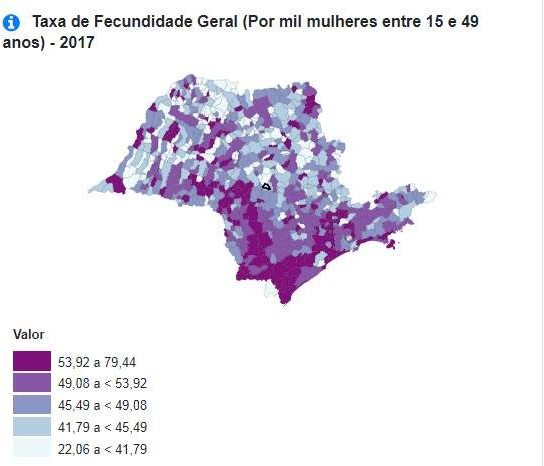 Taxa de Fecundidade Geral (Por mil mulheres entre 15 e 49
anos) - 2017
Valor
53,92 a 79,44
49,08 a < 53,92
45,49 a < 49,08
41,79 a < 45,49
22,06 a < 41,79